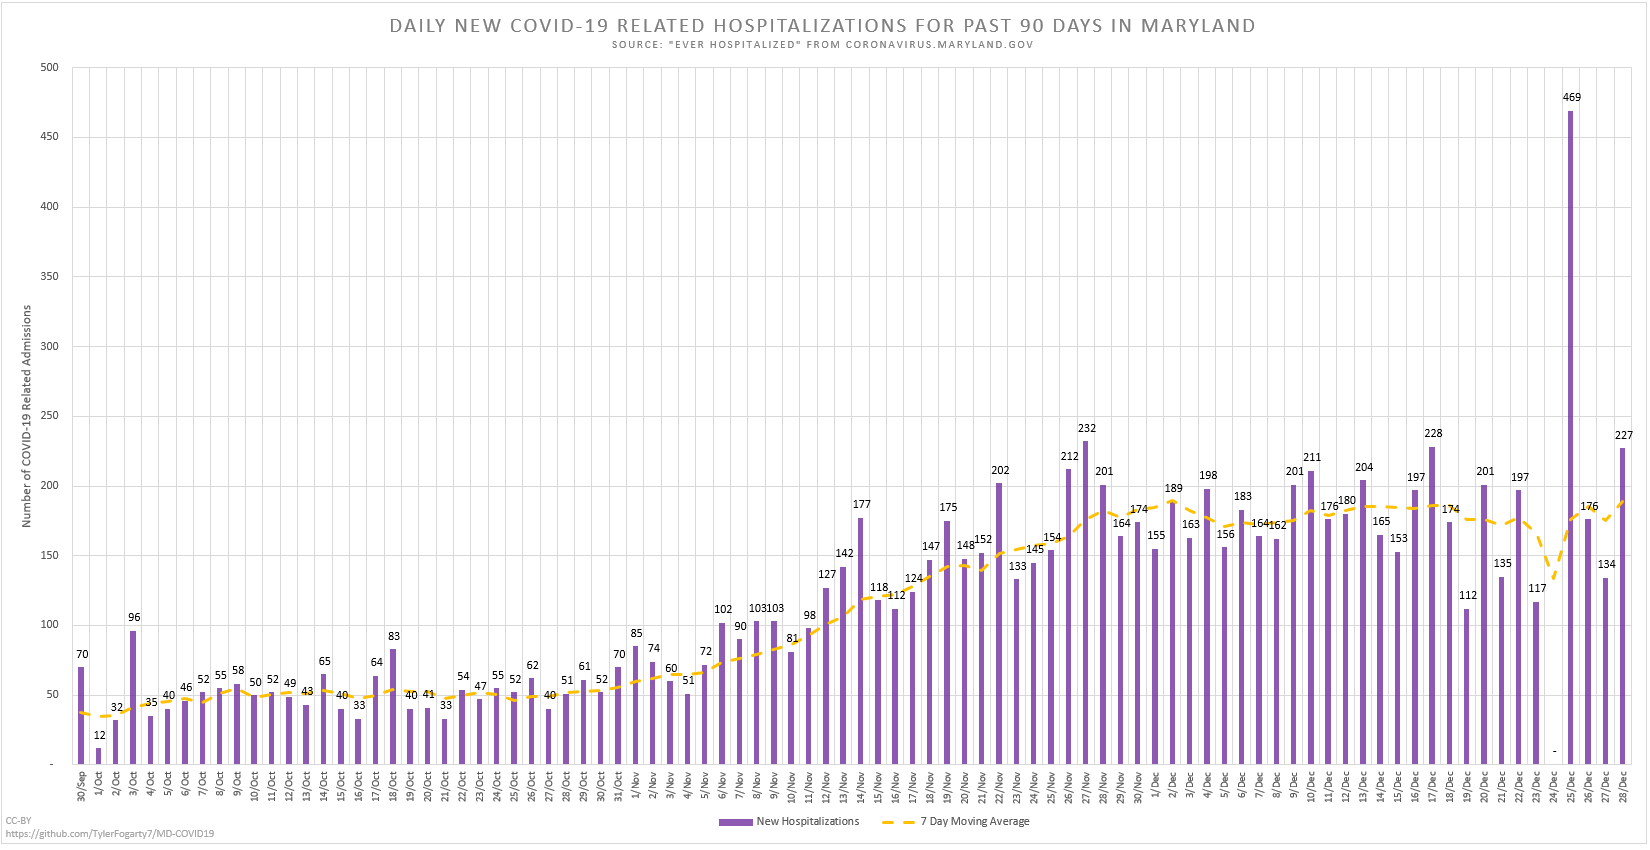 DAILY NEW COVID-19 RELATED HOSPITALIZATIONS FOR PAST 90 DAYS IN MARYLAND
SOURCE: "EVER HOSPITALIZED" FROM CORONAVIRUS.MARYLAND.GOV
500
450
400
350
300
250
200
150
100
50
-
Number of COVID-19 Related Admissions
70 12 32 96 35 40 46 52 55 58 50 52 49 43 65 40 33 64 83 40 41 33 54 47 55 52 62 40 51 61 52 70 85 74 60 51 72 102 90 103 103 81 98 127 142 177 118 112 124 147 175 148 152 202 133 145 154 212 232 201 164 174 155 189 163 198 156 183 164 162 201 211 176 180 204 165 153 197 228 174 112 201 135 197 117 - 469 176 134 227
30/Sep 1/Oct 2/Oct 3/Oct 4/Oct 5/Oct 6/Oct 7/Oct 8/Oct 9/Oct 10/Oct 11/Oct 12/Oct 13/Oct 14/Oct 15/Oct 16/Oct 17/Oct 18/Oct 19/Oct 20/Oct 21/Oct 22/Oct 23/Oct 24/Oct 25/Oct 26/Oct 27/Oct 28/Oct 29/Oct 30/Oct 31/Oct 1/Nov 2/Nov 3/Nov 4/Nov 5/Nov 6/Nov 7/Nov 8/Nov 9/Nov 10/Nov 11/Nov 12/Nov 13/Nov 14/Nov 15/Nov 16/Nov 17/Nov 18/Nov 19/Nov 20/Nov 21/Nov 22/Nov 23/Nov 24/Nov 25/Nov 26/Nov 27/Nov 28/Nov 29/Nov 30/Nov 1/Dec 2/Dec 3/Dec 4/Dec 5/Dec 6/Dec 7/Dec 8/Dec 9/Dec 10/Dec 11/Dec 12/Dec 13/Dec 14/Dec 15/Dec 16/Dec 17/Dec 18/Dec 19/Dec 20/Dec 21/Dec 22/Dec 23/Dec 24/Dec 25/Dec 26/Dec 27/Dec 28/Dec
New Hospitalizations 7 Day Moving Average
CC-BY
https://github.com/TylerFogarty7/MD-COVID19